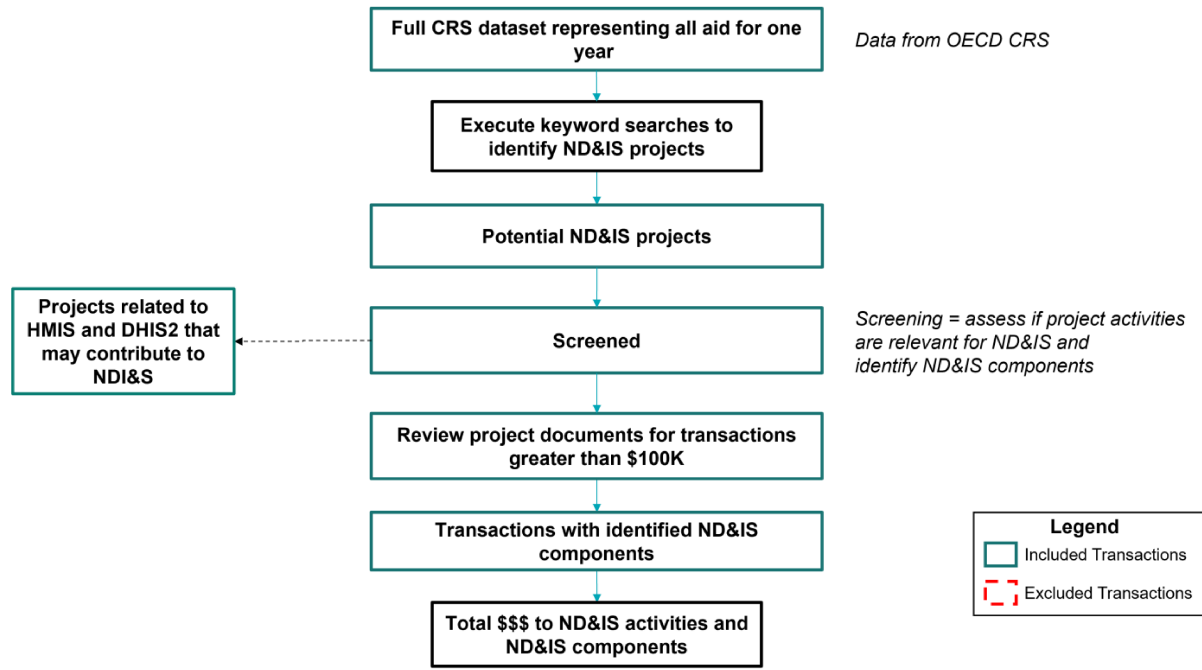 Full CRS dataset representing all aid for one
year
Data from OECD CRS
Execute keyword searches to
identify ND&IS projects
Potential ND&IS projects
Projects related to
HMIS and DHIS2 that
may contribute to
NDI&S
Screened
Screening = assess if project activities
are relevant for ND&IS and
identify ND&IS components
Review project documents for transactions
greater than $100K
Transactions with identified ND&IS
components
Total $$$ to ND&IS activities and
ND&IS components
Legend
Included Transactions
Excluded Transactions